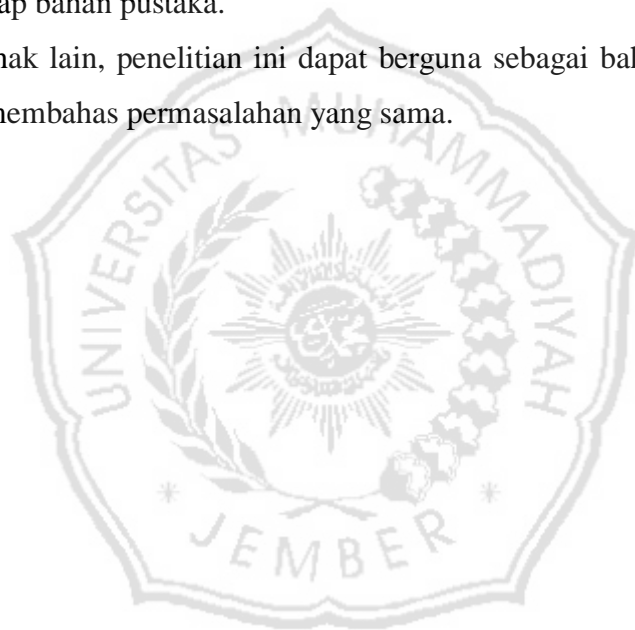 ap bahan pustaka.
nak lain, penelitian ini dapat berguna sebagai bal
nembahas permasalahan yang sama.
UNIVERSITAS MUHAMMADIYAH
JEMBER